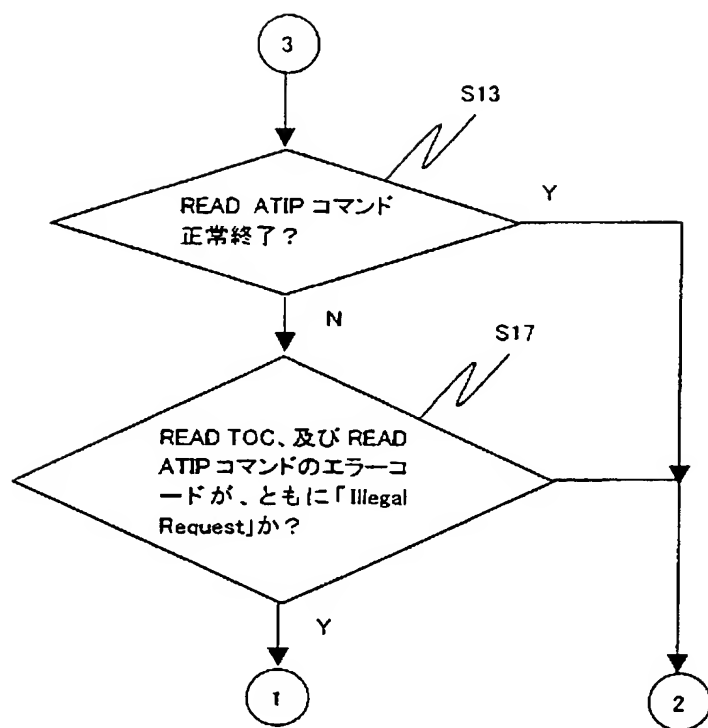 3
S13
READ ATIP コマンド
正常終了？
Y
N
S17
READ TOC、及び READ
ATIP コマンドのエラーコ
ードが、ともに「Illegal
Request」か？
Y
1
2